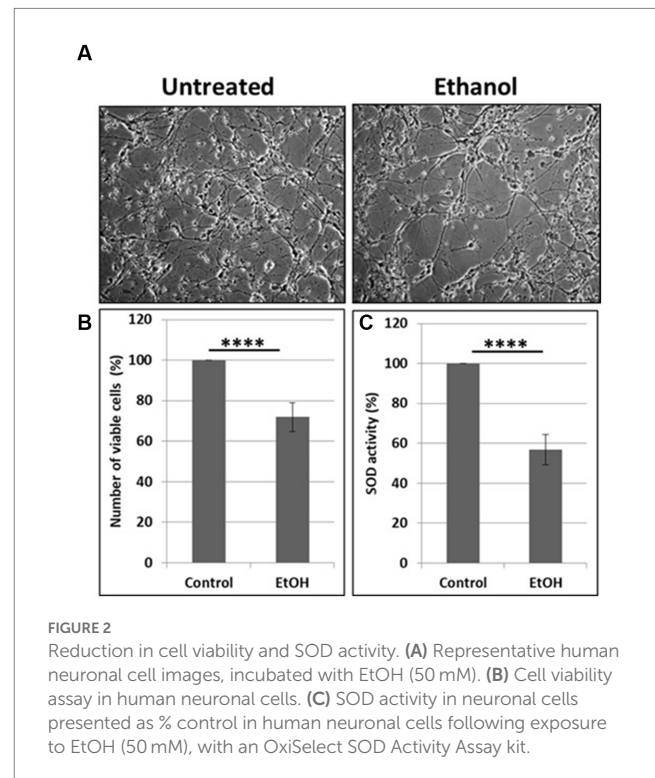 A
Untreated
Ethanol
B
120
100
80
60
40
20
0
Number of viable cells (%)
****
Control
EtOH
C
120
100
80
60
40
20
0
SOD activity (%)
****
Control
EtOH
FIGURE 2
Reduction in cell viability and SOD activity. (A) Representative human
neuronal cell images, incubated with EtOH (50 mM). (B) Cell viability
assay in human neuronal cells. (C) SOD activity in neuronal cells
presented as % control in human neuronal cells following exposure
to EtOH (50 mM), with an OxiSelect SOD Activity Assay kit.